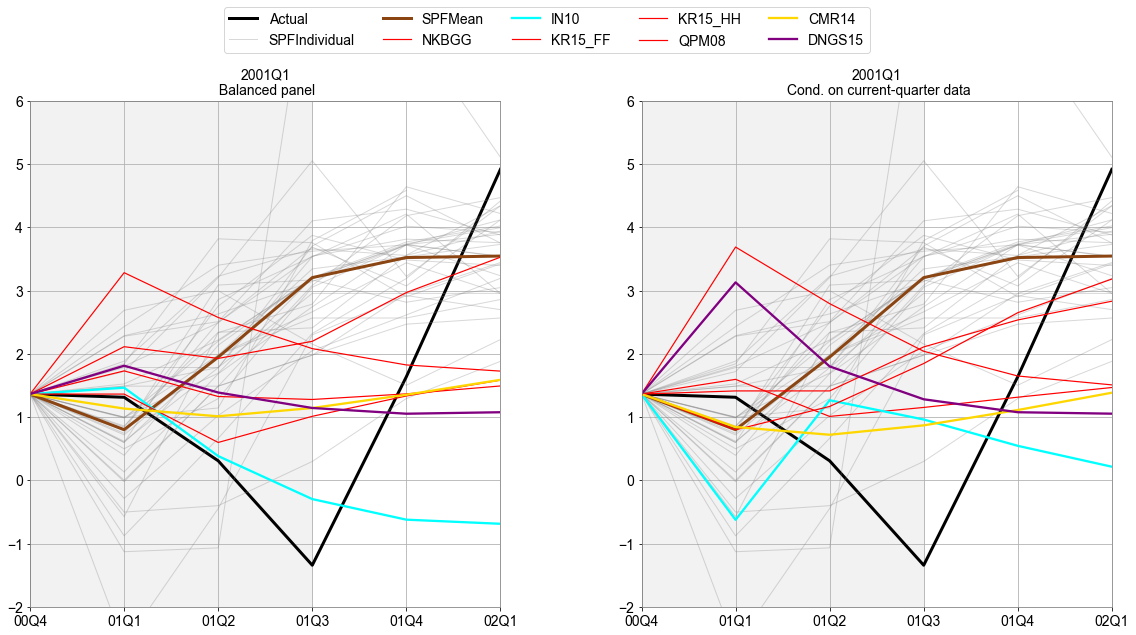 Actual SPFMean IN10 KR15_HH CMR14
SPFIndividual NKBGG KR15_FF QPM08 DNGS15
2001Q1
Balanced panel
6
5
4
3
2
1
0
−1
−2
00Q4 01Q1 01Q2 01Q3 01Q4 02Q1
2001Q1
Cond. on current-quarter data
6
5
4
3
2
1
0
−1
−2
00Q4 01Q1 01Q2 01Q3 01Q4 02Q1